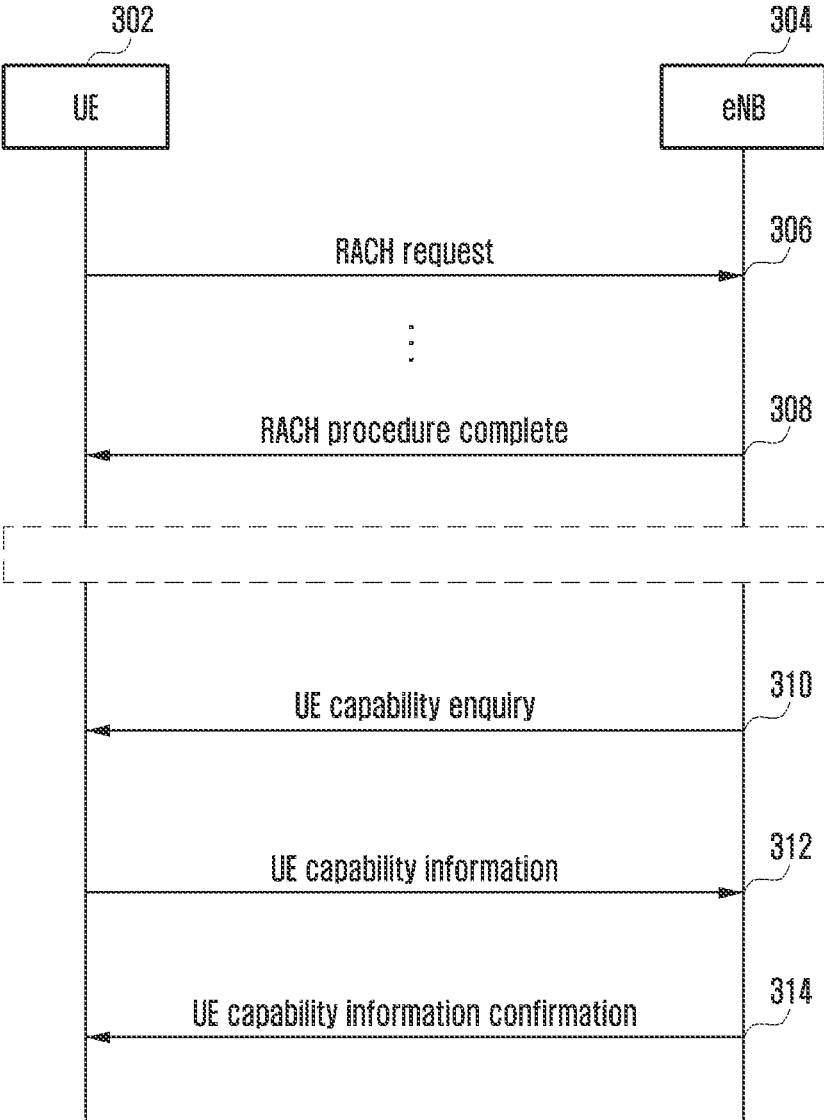 302
304
UE
eNB
306
RACH request
308
RACH procedure complete
310
UE capability enquiry
312
UE capability information
314
UE capability information confirmation